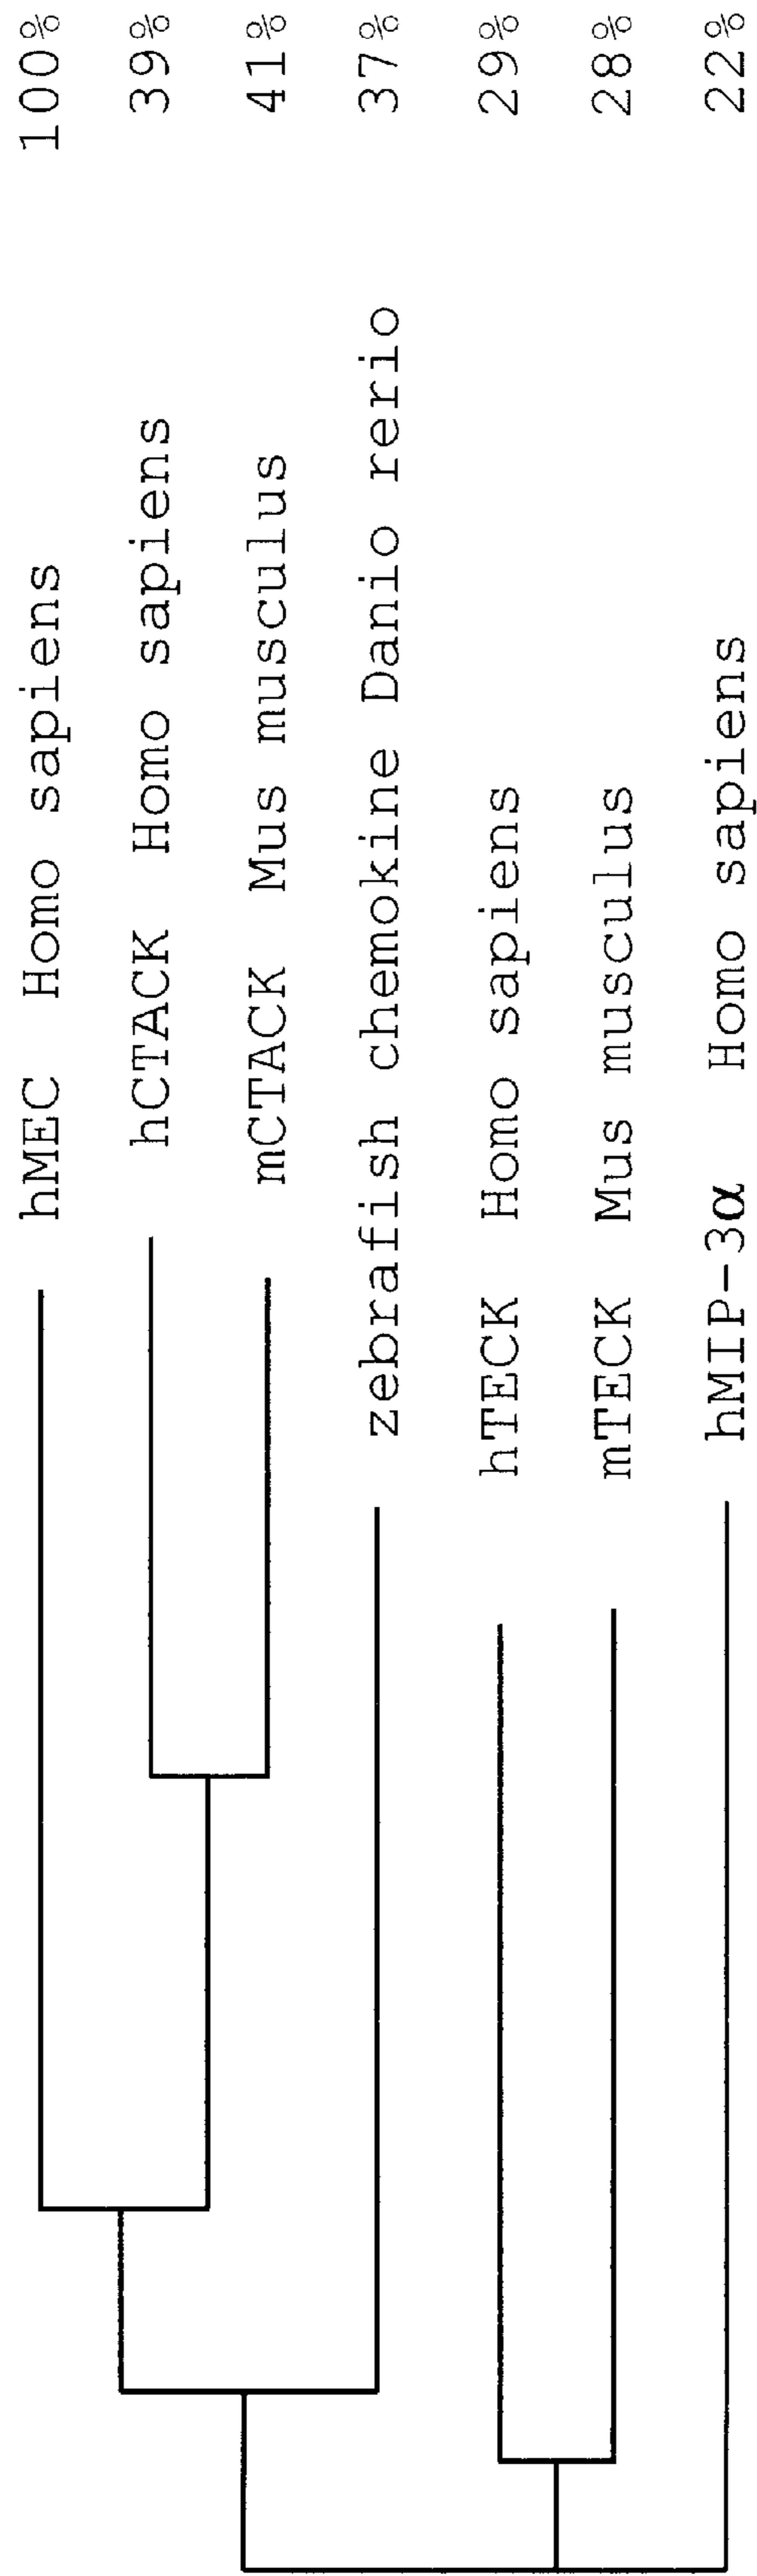 hMEC Homo sapiens 100%
hCTACK Homo sapiens 39%
mCTACK Mus musculus 41%
zebrafish chemokine Danio rerio 37%
hTECK Homo sapiens 29%
mTECK Mus musculus 28%
hMIP-3α Homo sapiens 22%